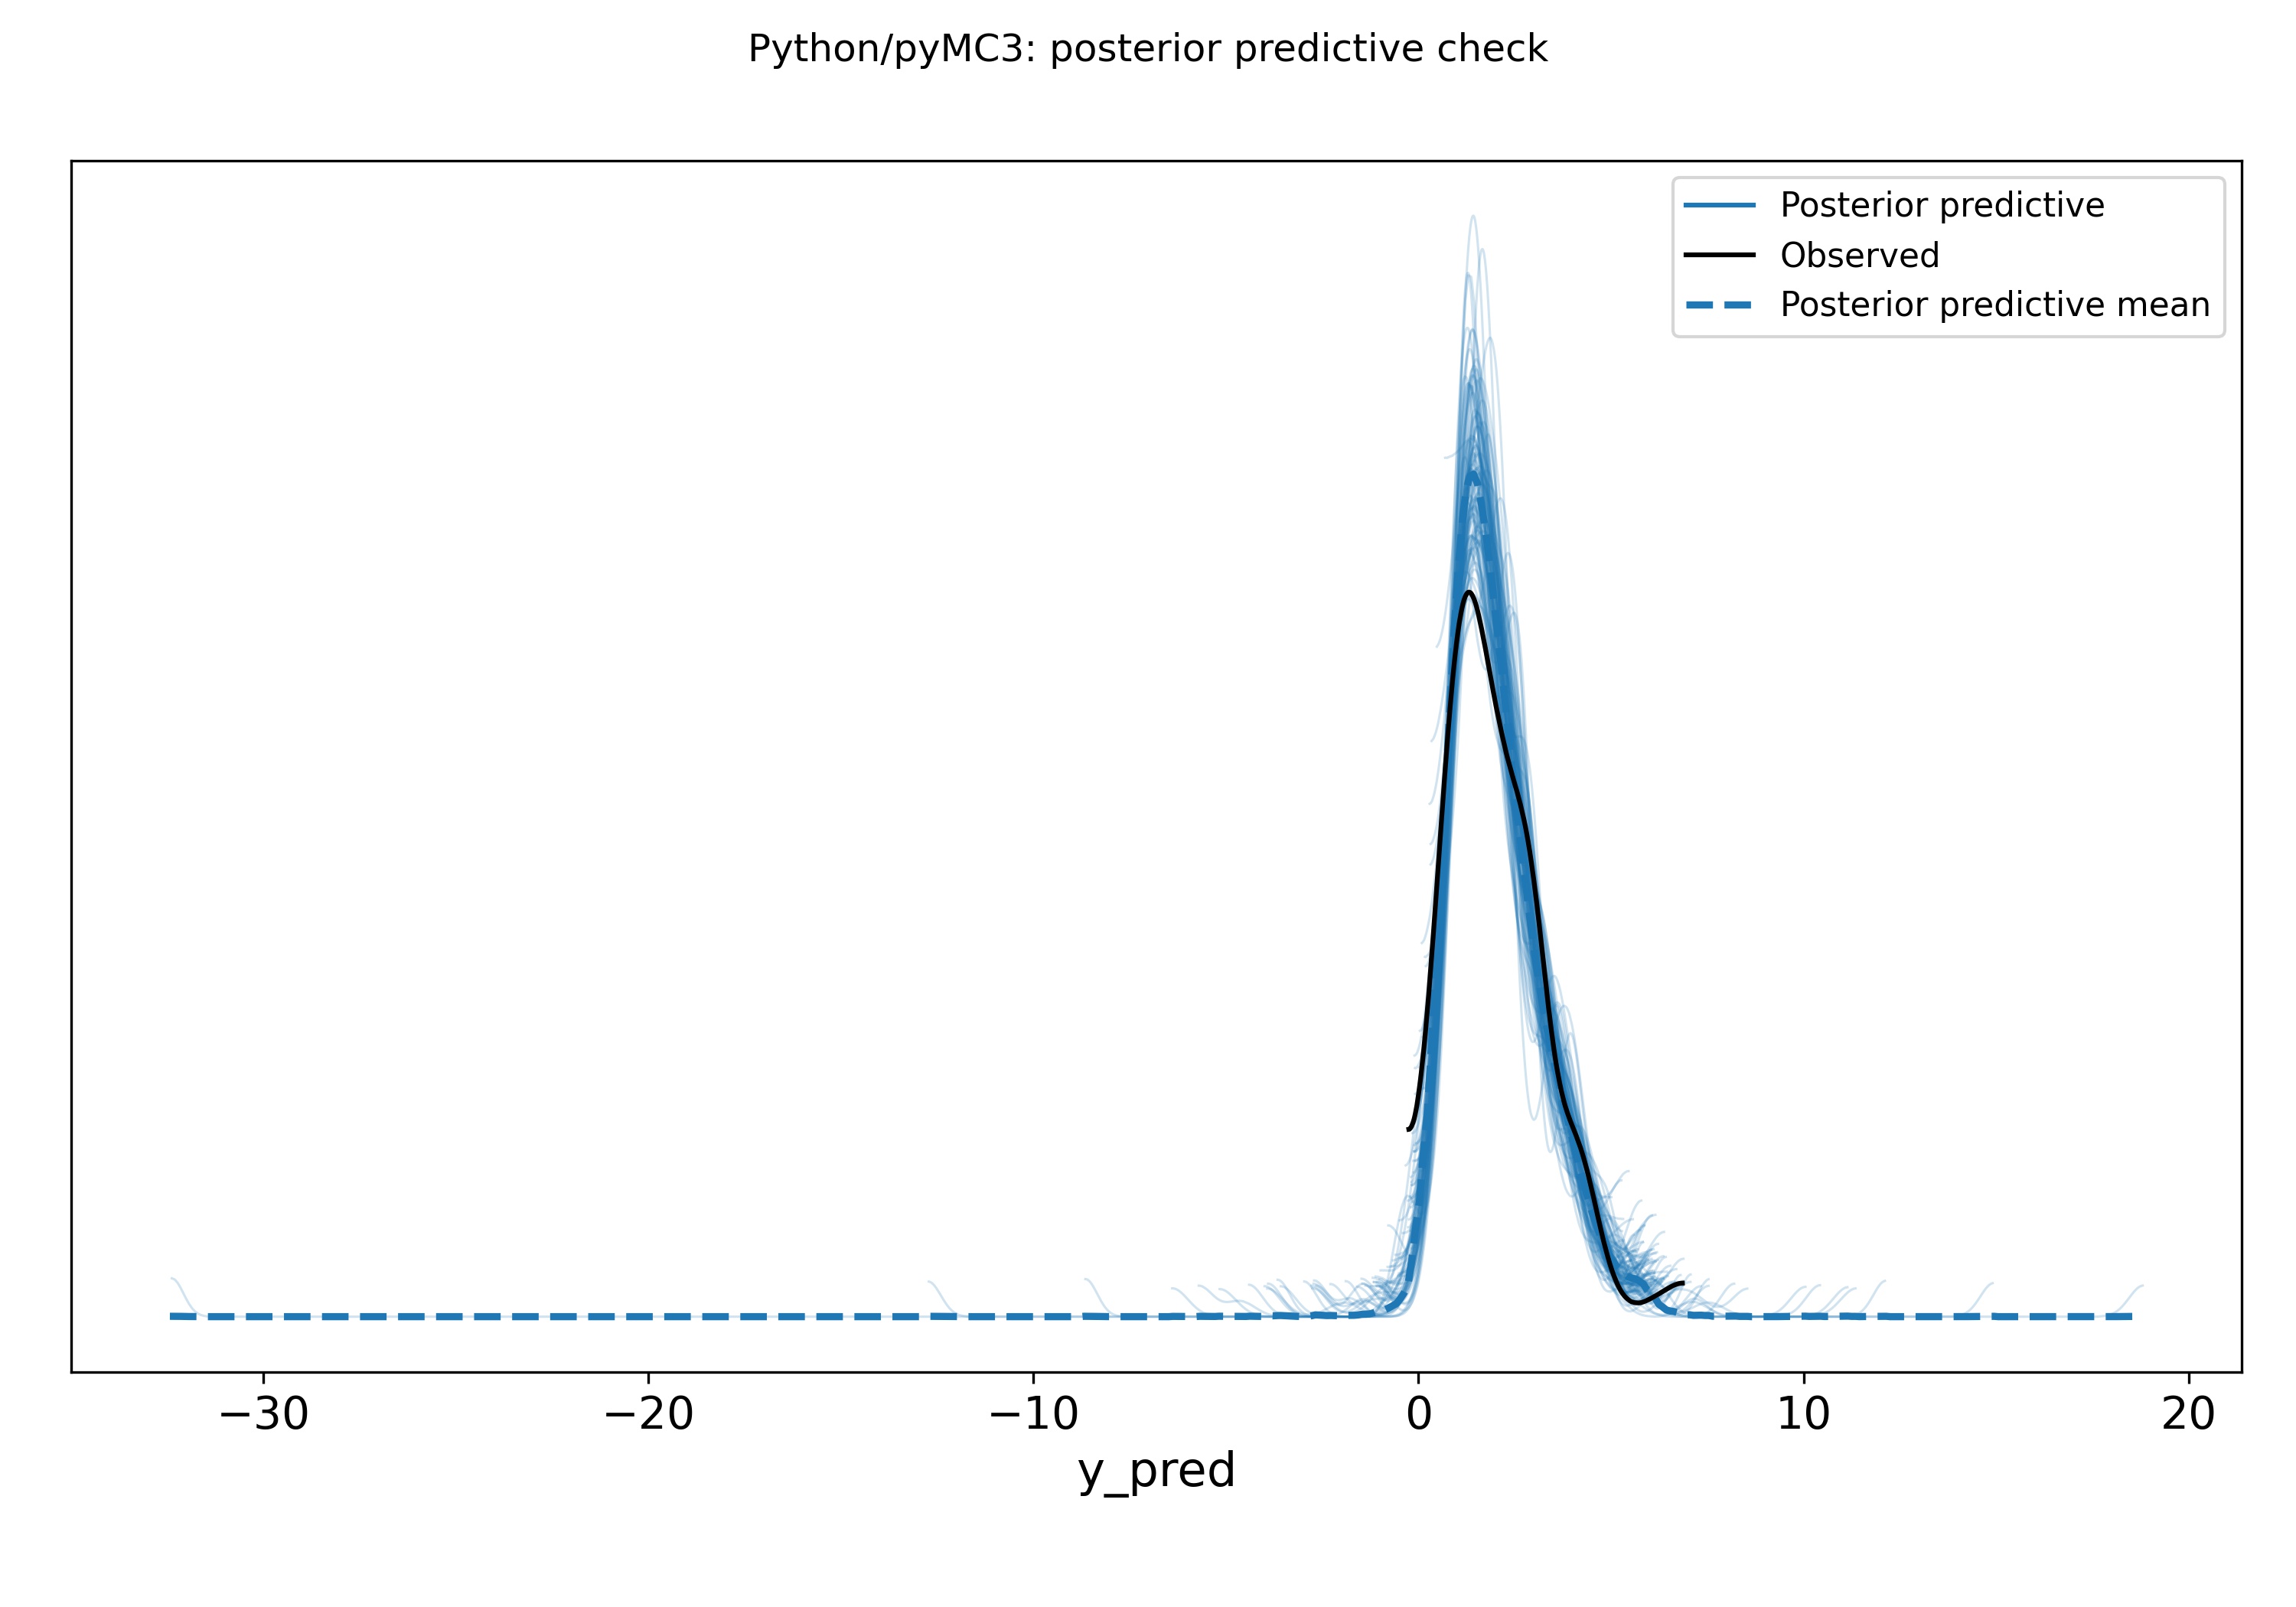 Python/pyMC3: posterior predictive check
Posterior predictive
Observed
Posterior predictive mean
−30 −20 −10 0 10 20
y_pred